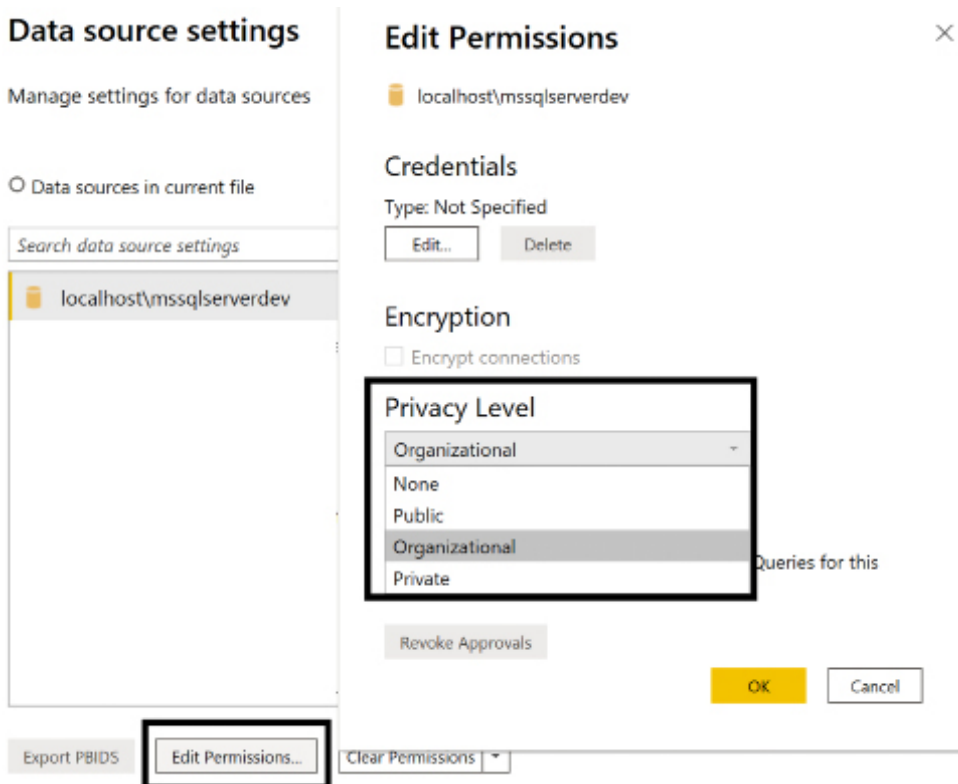 Data source settings
Manage settings for data sources
Data sources in current file
Search data source settings
localhost\mssqlserverdev
Export PBIDS
Edit Permissions...
Clear Permissions
Edit Permissions
localhost\mssqlserverdev
Credentials
Type: Not Specified
Edit...
Delete
Encryption
Encrypt connections
Privacy Level
Organizational
None
Public
Organizational
Private
Queries for this
Revoke Approvals
OK
Cancel